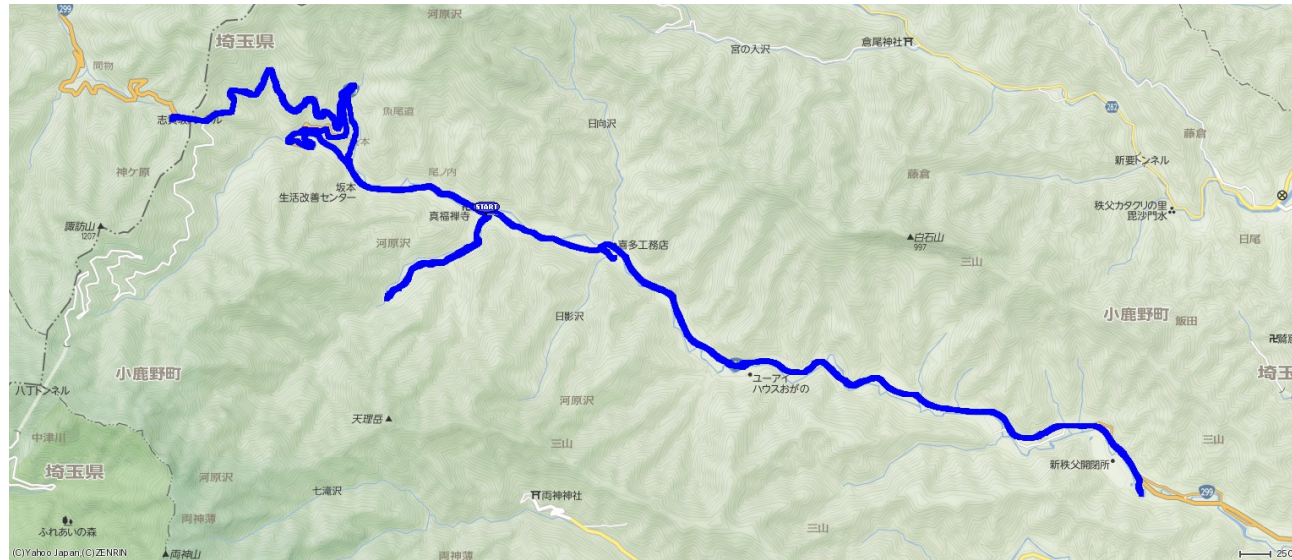 299
河原沢
埼玉県
宮の入沢
倉尾神社
間物
282
魚尾道
日向沢
藤倉
新要トンネル
神ケ原
尾ノ内
藤倉
坂本
生活改善センター
START
真福禅寺
秩父カタクリの里
毘沙門水
諏訪山
1207
河原沢
喜多工務店
白石山
997
日尾
三山
日影沢
小鹿野町
飯田
小鹿野町
八丁トンネル
ユーアイ
ハウスおがの
河原沢
天理岳
中津川
三山
三山
埼玉県
新秩父開閉所
河原沢
七滝沢
両神神社
299
両神薄
三山
ふれあいの森
両神山
両神薄
(C)Yahoo Japan,(C)ZENRIN